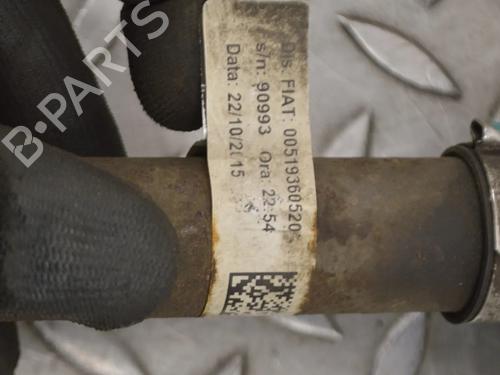 Dis. FIAT: 00519360520
s/n: 90993 Ora: 22:54
Data: 22/10/2015
B-PARTS